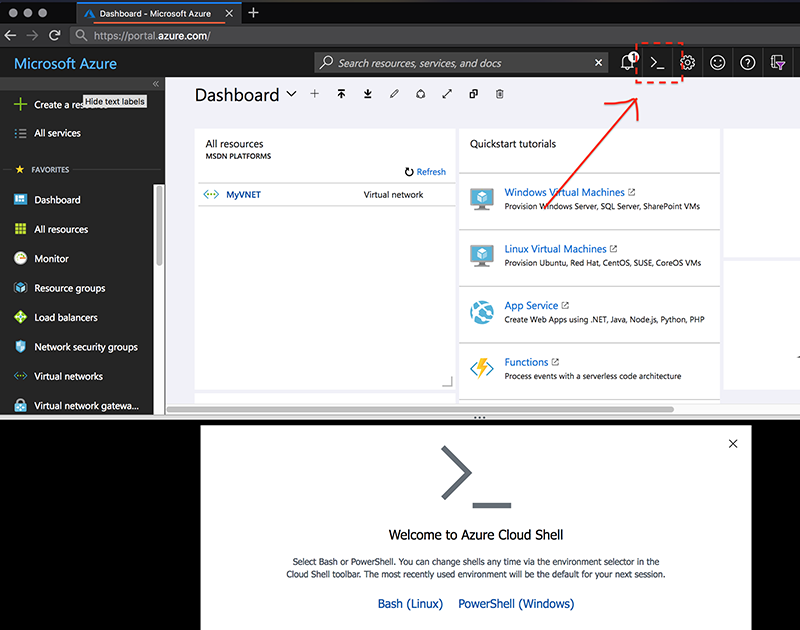 Dashboard - Microsoft Azure
https://portal.azure.com/
Microsoft Azure
Search resources, services, and docs
1
Create a
Hide text labels
All services
FAVORITES
Dashboard
All resources
Monitor
Resource groups
Load balancers
Network security groups
Virtual networks
Virtual network gatewa...
Dashboard
All resources
MSDN PLATFORMS
Refresh
MyVNET Virtual network
Quickstart tutorials
Windows Virtual Machines
Provision Windows Server, SQL Server, SharePoint VMs
Linux Virtual Machines
Provision Ubuntu, Red Hat, CentOS, SUSE, CoreOS VMs
App Service
Create Web Apps using .NET, Java, Node.js, Python, PHP
Functions
Process events with a serverless code architecture
Welcome to Azure Cloud Shell
Select Bash or PowerShell. You can change shells any time via the environment selector in the
Cloud Shell toolbar. The most recently used environment will be the default for your next session.
Bash (Linux) PowerShell (Windows)